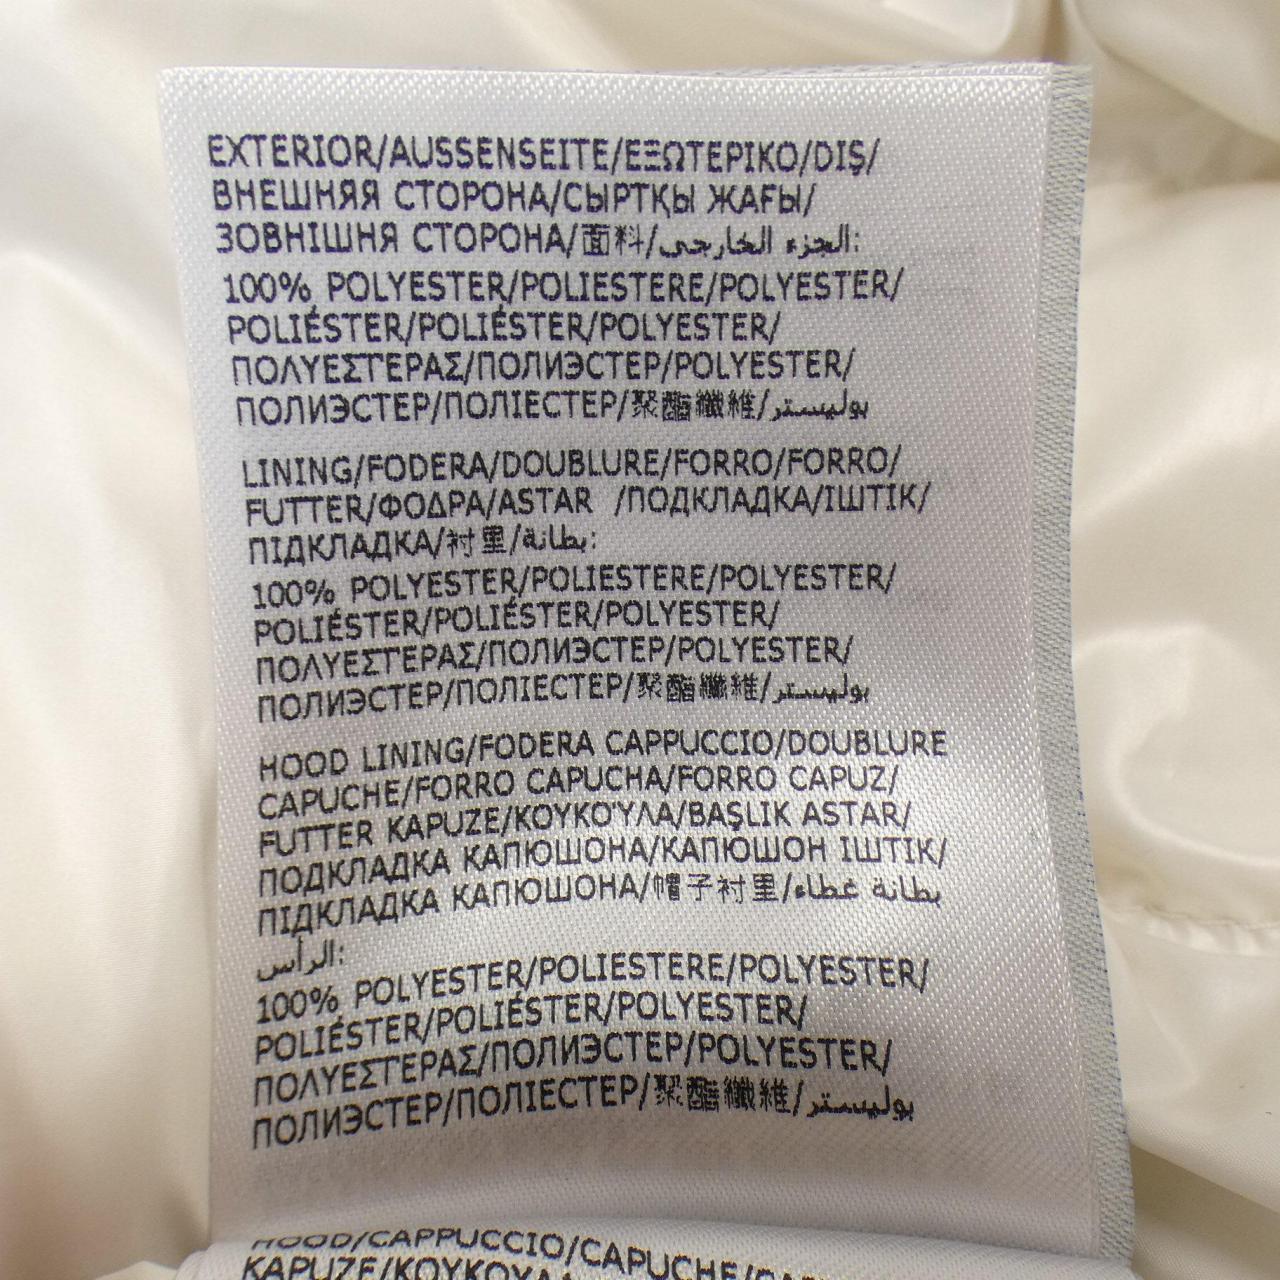 EXTERIOR/AUSSENSEITE/ΕΞΩΤΕΡΙΚΟ/DIŞ/
ВНЕШНЯЯ СТОРОНА/СЫРТҚЫ ЖАҒЫ/
ЗОВНІШНЯ СТОРОНА/面料/الجزء الخارجي:
100% POLYESTER/POLIESTERE/POLYESTER/
POLIÉSTER/POLIÉSTER/POLYESTER/
ΠΟΛΥΕΣΤΕΡΑΣ/ПОЛИЭСТЕР/POLYESTER/
ПОЛИЭСТЕР/ПОЛІЕСТЕР/聚酯纖維/بوليستر
LINING/FODERA/DOUBLURE/FORRO/FORRO/
FUTTER/ΦΟΔΡΑ/ASTAR /ПОДКЛАДКА/ІШТІК/
ПІДКЛАДКА/衬里/بطانة:
100% POLYESTER/POLIESTERE/POLYESTER/
POLIÉSTER/POLIÉSTER/POLYESTER/
ΠΟΛΥΕΣΤΕΡΑΣ/ПОЛИЭСТЕР/POLYESTER/
ПОЛИЭСТЕР/ПОЛІЕСТЕР/聚酯纖維/بوليستر
HOOD LINING/FODERA CAPPUCCIO/DOUBLURE
CAPUCHE/FORRO CAPUCHA/FORRO CAPUZ/
FUTTER KAPUZE/ΚΟΥΚΟΎΛΑ/BAŞLIK ASTAR/
ПОДКЛАДКА КАПЮШОНА/КАПЮШОН ІШТІК/
ПІДКЛАДКА КАПЮШОНА/帽子衬里/بطانة غطاء
الرأس:
100% POLYESTER/POLIESTERE/POLYESTER/
POLIÉSTER/POLIÉSTER/POLYESTER/
ΠΟΛΥΕΣΤΕΡΑΣ/ПОЛИЭСТЕР/POLYESTER/
ПОЛИЭСТЕР/ПОЛІЕСТЕР/聚酯纖維/بوليستر
HOOD/CAPPUCCIO/CAPUCHE/
KAPUZE/ΚΟΥΚΟΥΛΑ